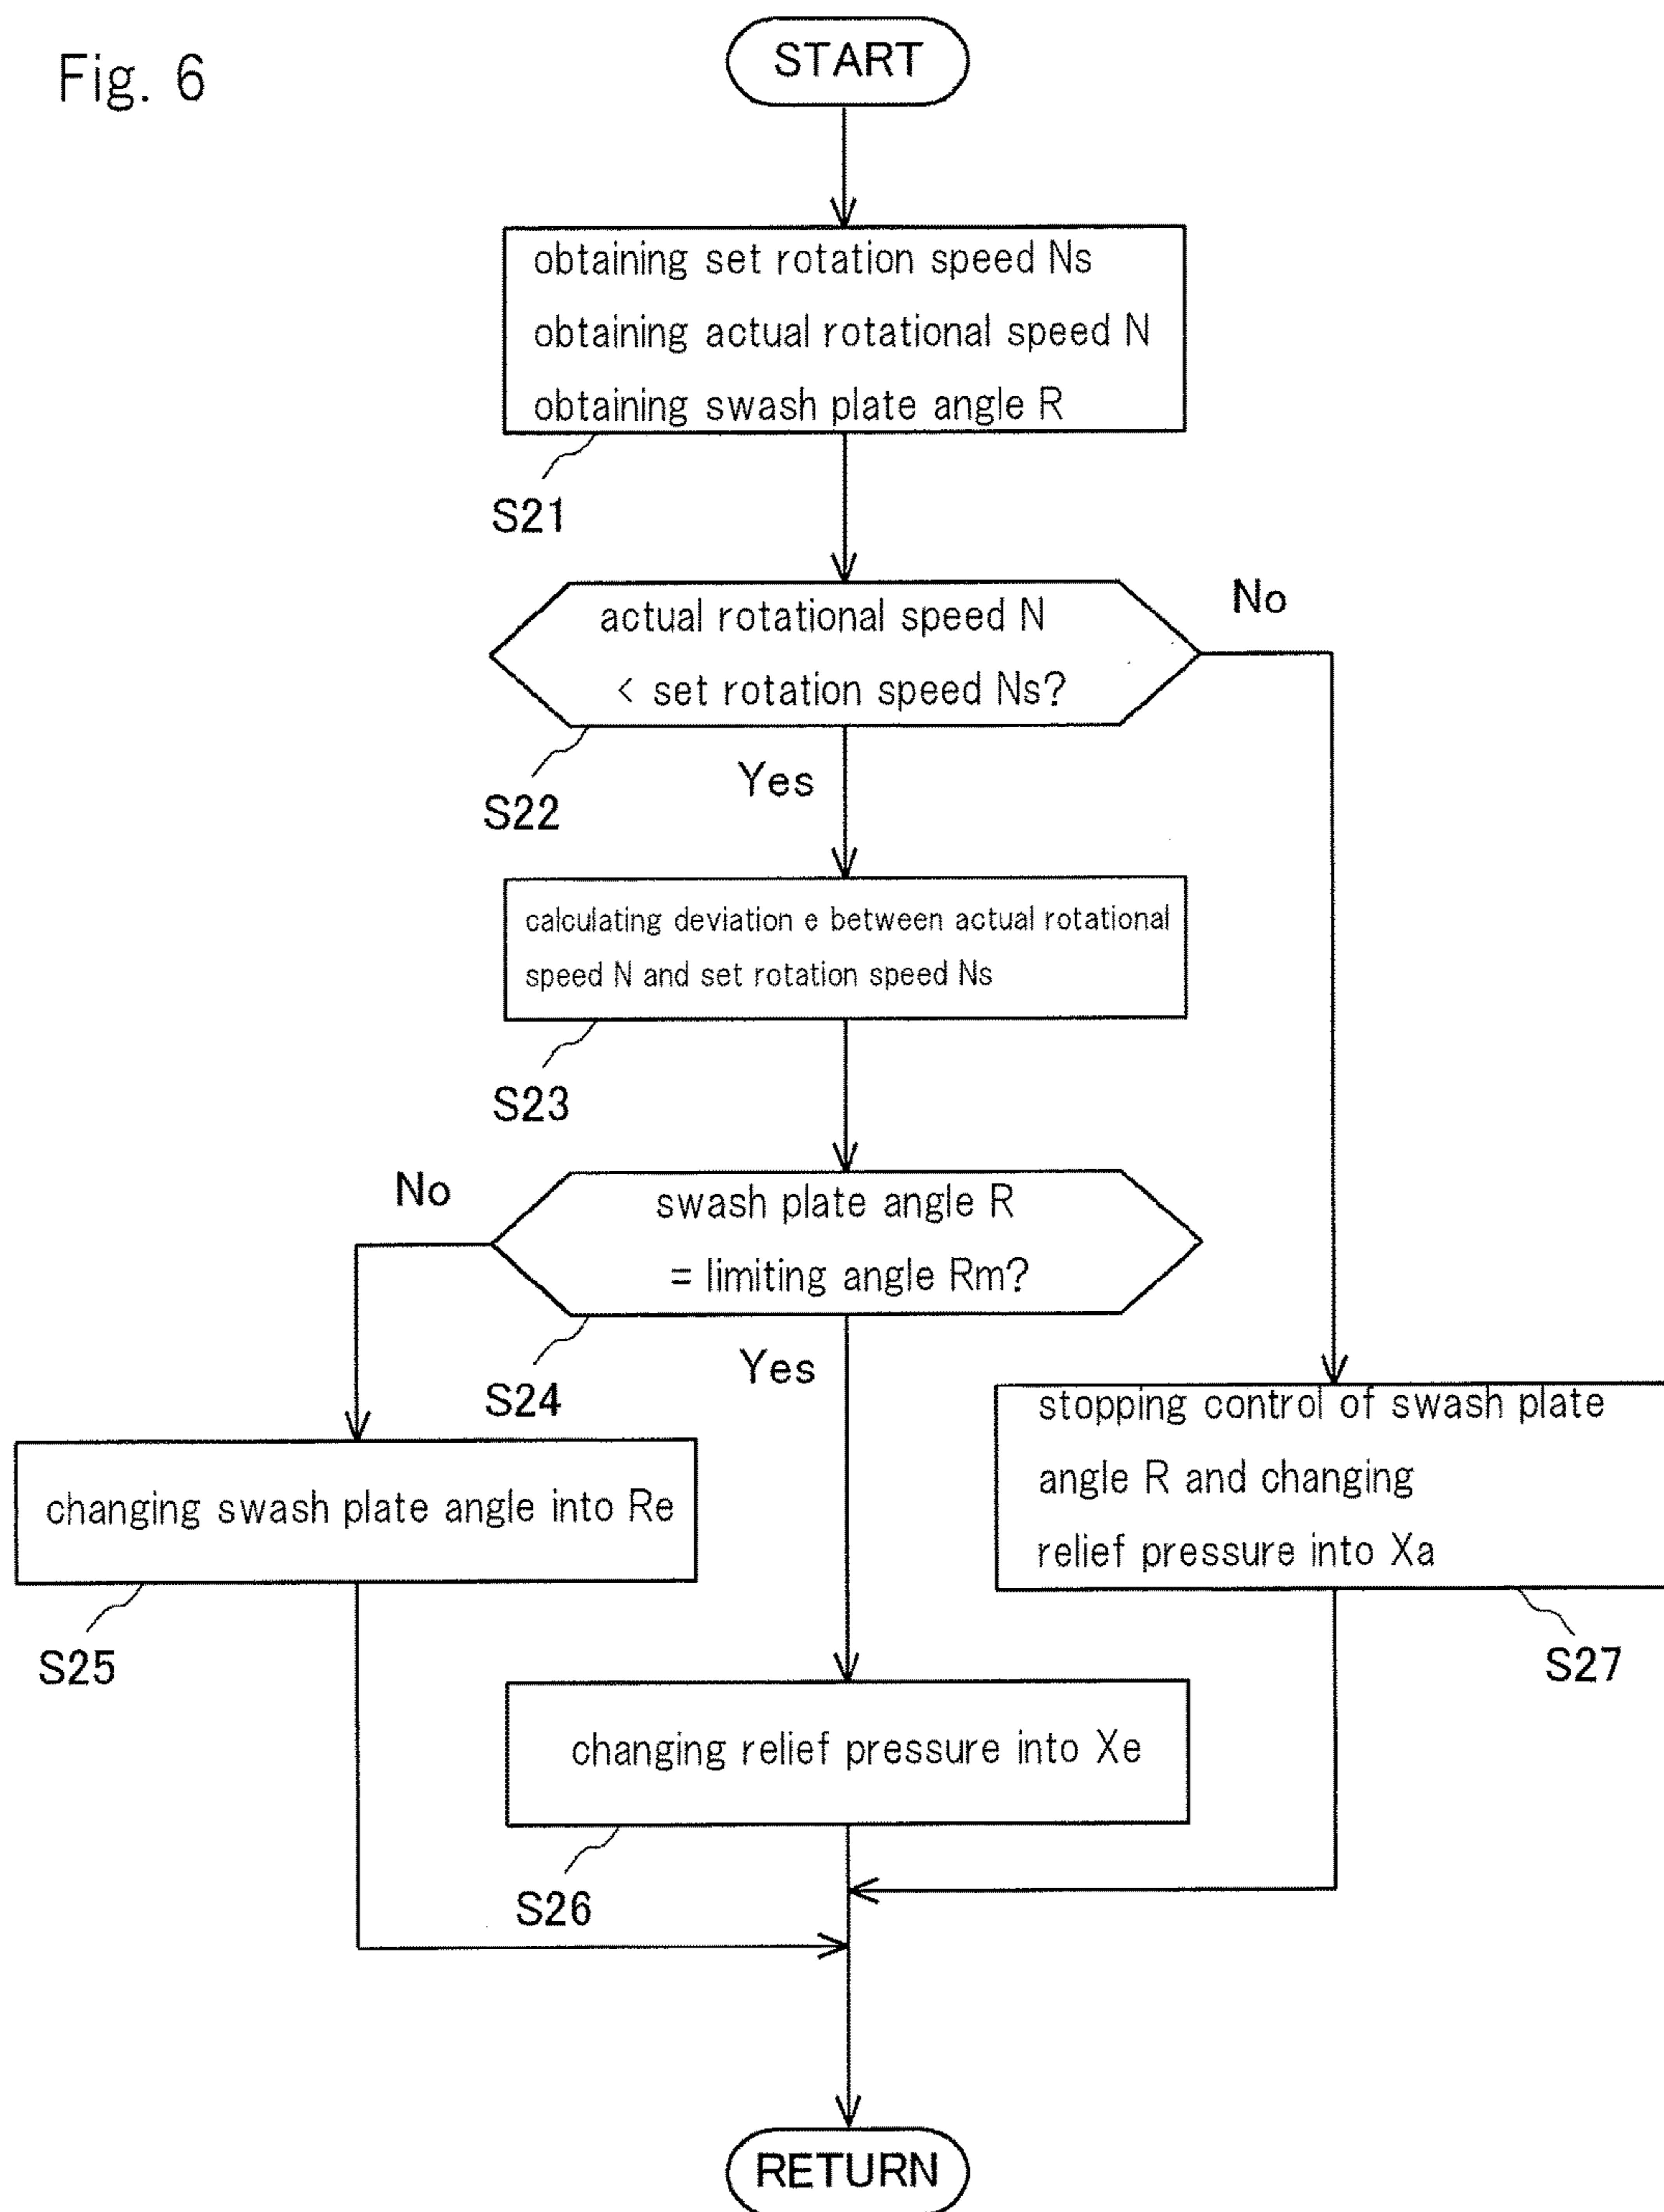 Fig. 6
START
obtaining set rotation speed Ns
obtaining actual rotational speed N
obtaining swash plate angle R
S21
actual rotational speed N
< set rotation speed Ns?
No
S22
Yes
calculating deviation e between actual rotational
speed N and set rotation speed Ns
S23
No
swash plate angle R
= limiting angle Rm?
S24
Yes
changing swash plate angle into Re
S25
stopping control of swash plate
angle R and changing
relief pressure into Xa
S27
changing relief pressure into Xe
S26
RETURN